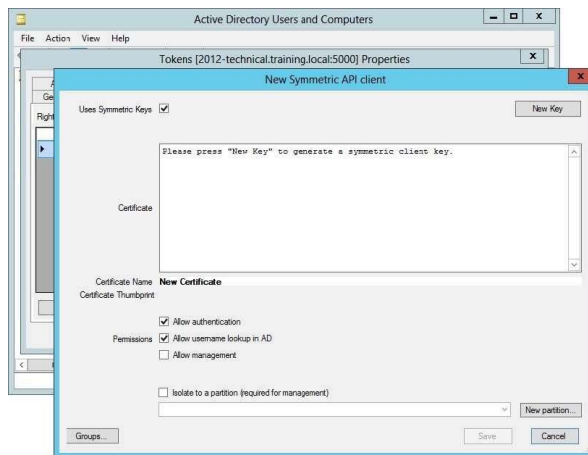 Active Directory Users and Computers
File Action View Help
Tokens [2012-technical.training.local:5000] Properties
New Symmetric API client
Ge
Right
Uses Symmetric Keys
New Key
Please press "New Key" to generate a symmetric client key.
Certificate
Certificate Name New Certificate
Certificate Thumbprint
Allow authentication
Permissions Allow username lookup in AD
Allow management
Isolate to a partition (required for management)
New partition...
Groups...
Save
Cancel